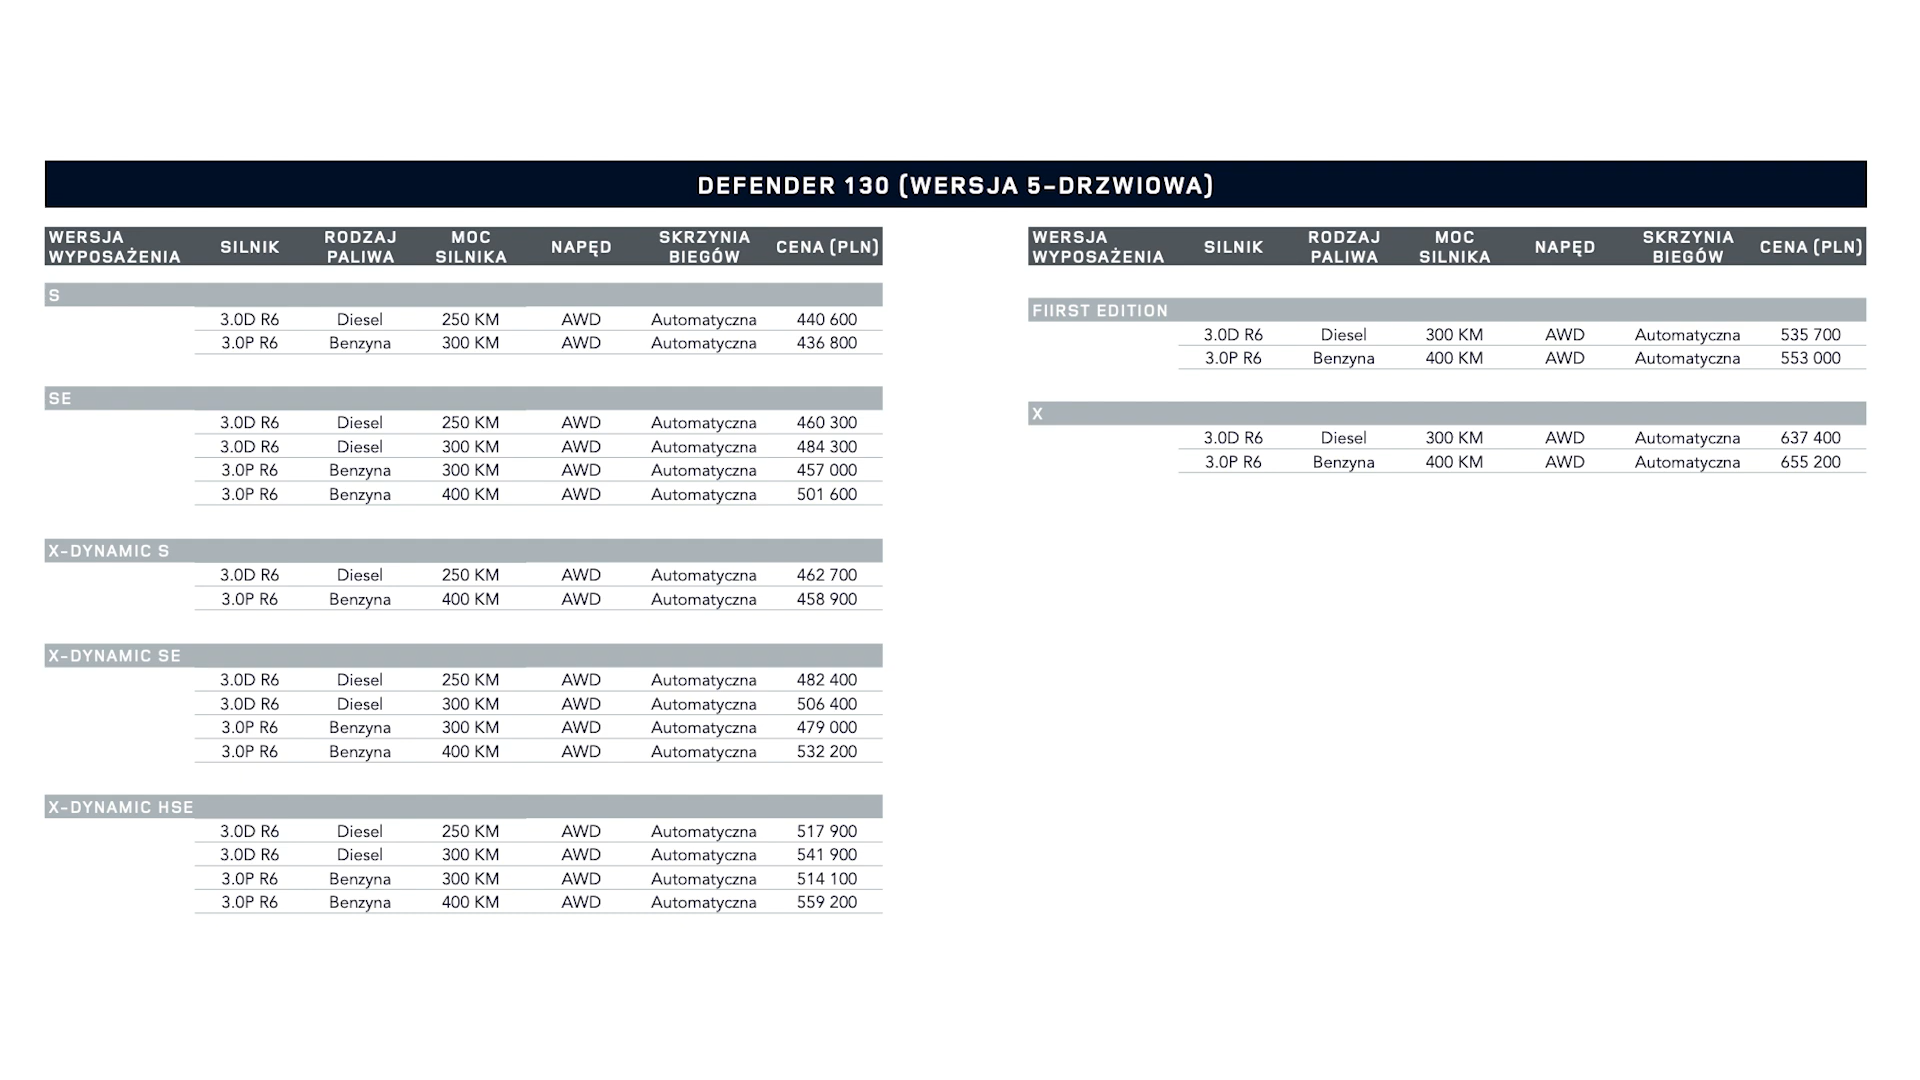 DEFENDER 130 (WERSJA 5-DRZWIOWA)
WERSJA WYPOSAŻENIA SILNIK RODZAJ PALIWA MOC SILNIKA NAPĘD SKRZYNIA BIEGÓW CENA (PLN)
S
3.0D R6 Diesel 250 KM AWD Automatyczna 440 600
3.0P R6 Benzyna 300 KM AWD Automatyczna 436 800
SE
3.0D R6 Diesel 250 KM AWD Automatyczna 460 300
3.0D R6 Diesel 300 KM AWD Automatyczna 484 300
3.0P R6 Benzyna 300 KM AWD Automatyczna 457 000
3.0P R6 Benzyna 400 KM AWD Automatyczna 501 600
X-DYNAMIC S
3.0D R6 Diesel 250 KM AWD Automatyczna 462 700
3.0P R6 Benzyna 400 KM AWD Automatyczna 458 900
X-DYNAMIC SE
3.0D R6 Diesel 250 KM AWD Automatyczna 482 400
3.0D R6 Diesel 300 KM AWD Automatyczna 506 400
3.0P R6 Benzyna 300 KM AWD Automatyczna 479 000
3.0P R6 Benzyna 400 KM AWD Automatyczna 532 200
X-DYNAMIC HSE
3.0D R6 Diesel 250 KM AWD Automatyczna 517 900
3.0D R6 Diesel 300 KM AWD Automatyczna 541 900
3.0P R6 Benzyna 300 KM AWD Automatyczna 514 100
3.0P R6 Benzyna 400 KM AWD Automatyczna 559 200
WERSJA WYPOSAŻENIA SILNIK RODZAJ PALIWA MOC SILNIKA NAPĘD SKRZYNIA BIEGÓW CENA (PLN)
FIIRST EDITION
3.0D R6 Diesel 300 KM AWD Automatyczna 535 700
3.0P R6 Benzyna 400 KM AWD Automatyczna 553 000
X
3.0D R6 Diesel 300 KM AWD Automatyczna 637 400
3.0P R6 Benzyna 400 KM AWD Automatyczna 655 200